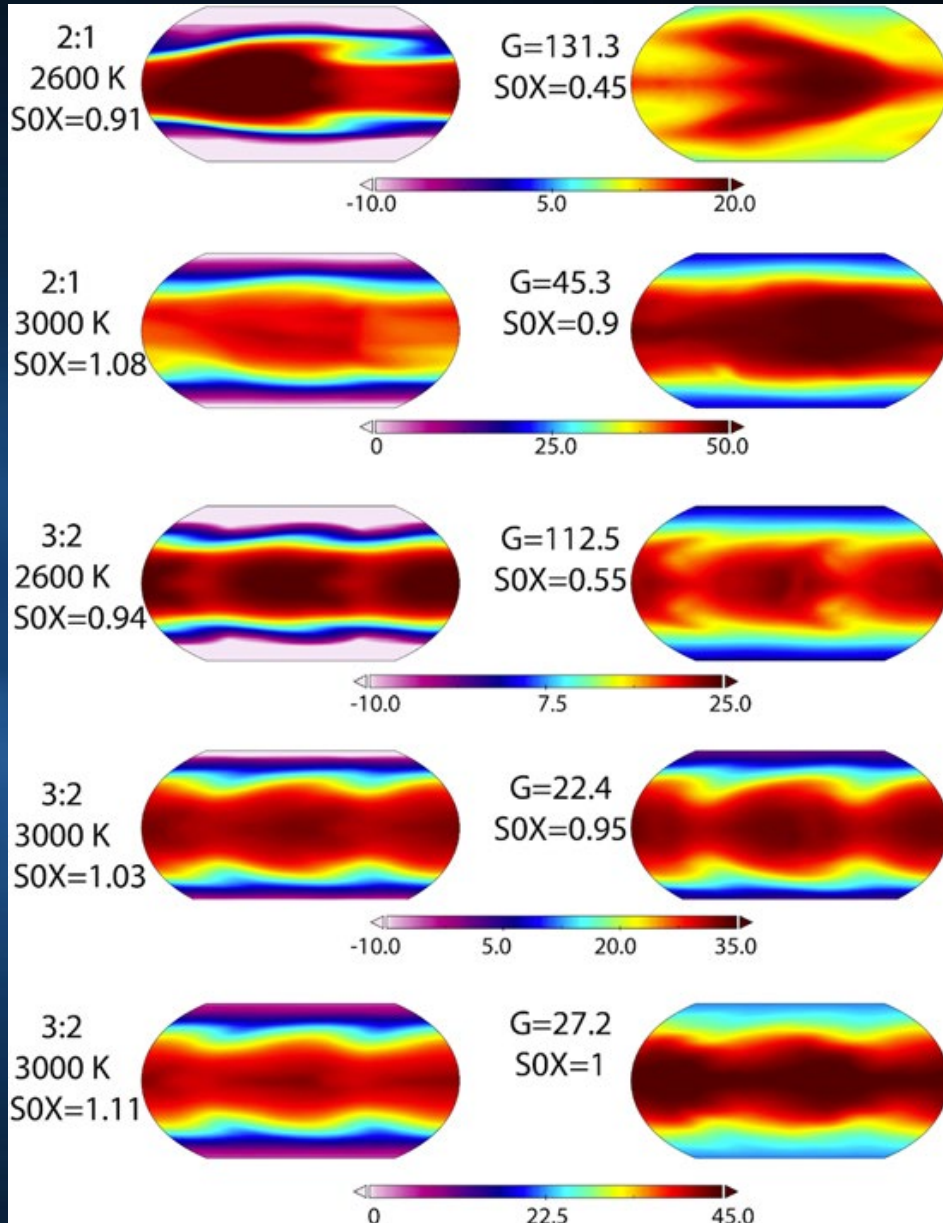 2:1
2600 K
S0X=0.91
G=131.3
S0X=0.45
-10.0 5.0 20.0
2:1
3000 K
S0X=1.08
G=45.3
S0X=0.9
0 25.0 50.0
3:2
2600 K
S0X=0.94
G=112.5
S0X=0.55
-10.0 7.5 25.0
3:2
3000 K
S0X=1.03
G=22.4
S0X=0.95
-10.0 5.0 20.0 35.0
3:2
3000 K
S0X=1.11
G=27.2
S0X=1
0 22.5 45.0